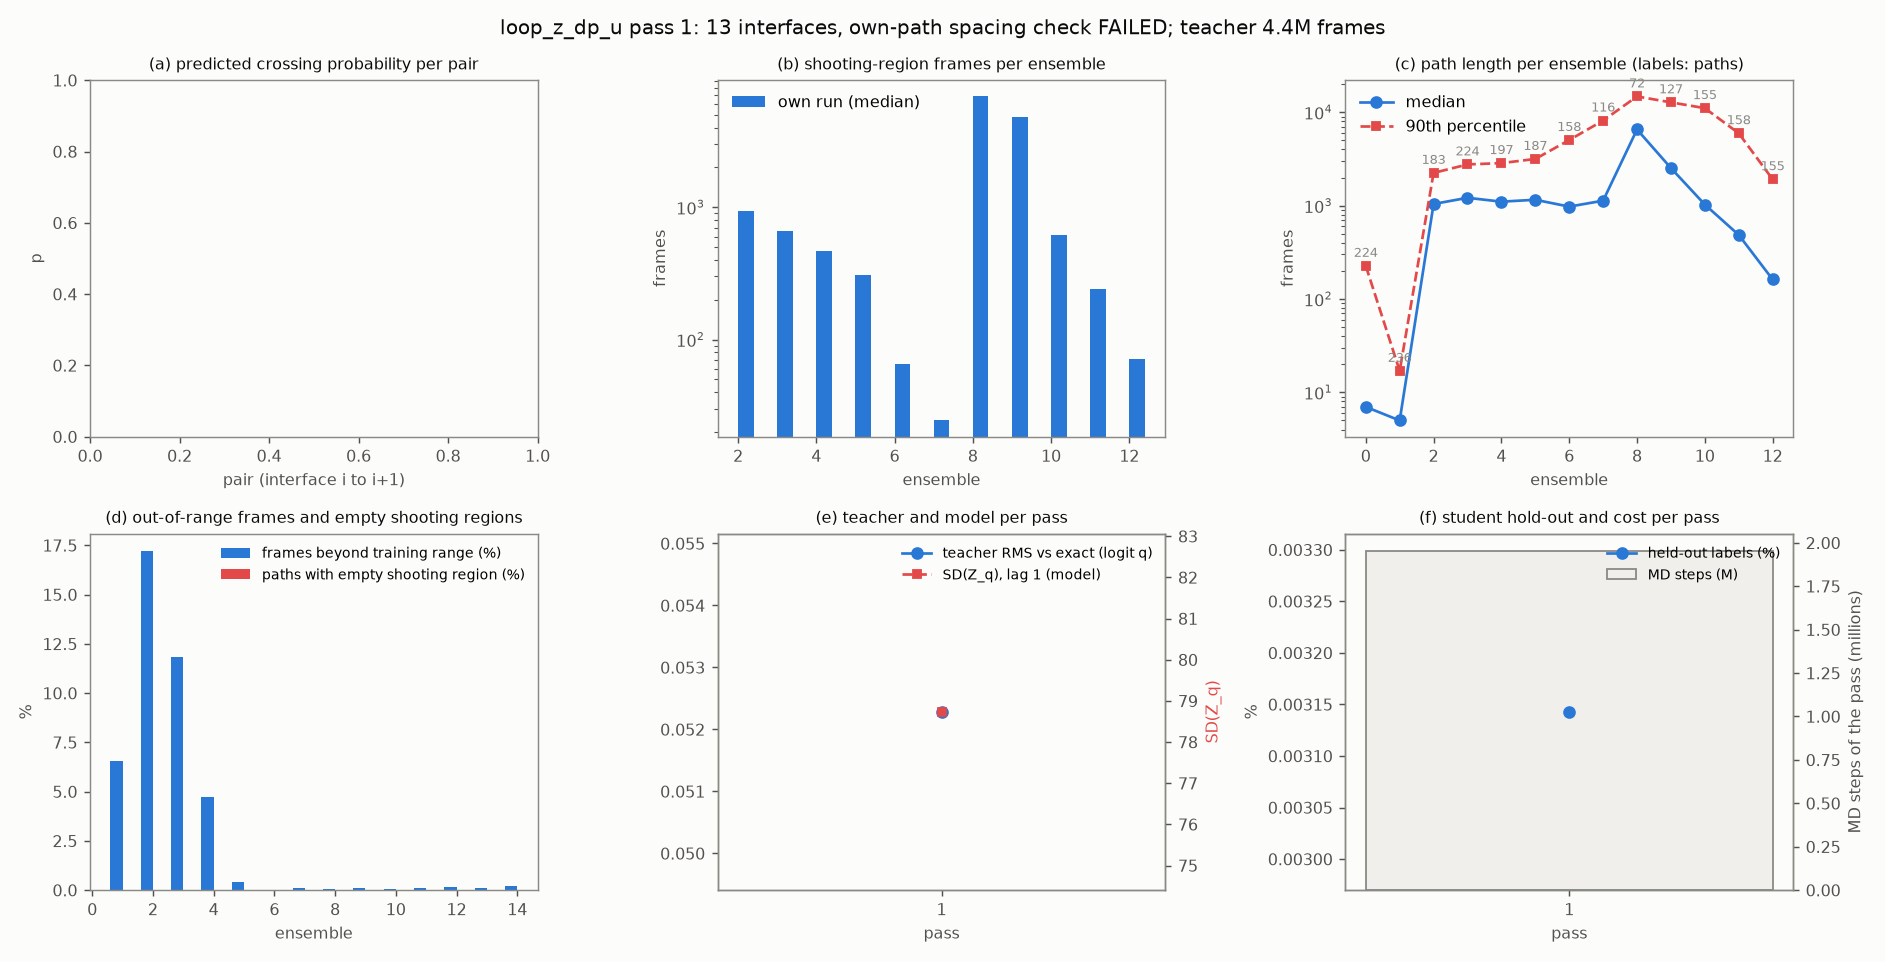 loop_z_dp_u pass 1: 13 interfaces, own-path spacing check FAILED; teacher 4.4M frames
(a) predicted crossing probability per pair
p
1.0
0.8
0.6
0.4
0.2
0.0
0.0 0.2 0.4 0.6 0.8 1.0
pair (interface i to i+1)
(b) shooting-region frames per ensemble
own run (median)
frames
10³
10²
2 4 6 8 10 12
ensemble
(c) path length per ensemble (labels: paths)
median
90th percentile
frames
10⁴
10³
10²
10¹
224 236 183 224 197 187 158 116 72 127 155 158 155
0 2 4 6 8 10 12
ensemble
(d) out-of-range frames and empty shooting regions
frames beyond training range (%)
paths with empty shooting region (%)
%
17.5
15.0
12.5
10.0
7.5
5.0
2.5
0.0
0 2 4 6 8 10 12 14
ensemble
(e) teacher and model per pass
teacher RMS vs exact (logit q)
SD(Z_q), lag 1 (model)
0.055
0.054
0.053
0.052
0.051
0.050
83
82
81
80
79
78
77
76
75
SD(Z_q)
1
pass
(f) student hold-out and cost per pass
held-out labels (%)
MD steps (M)
%
0.00330
0.00325
0.00320
0.00315
0.00310
0.00305
0.00300
2.00
1.75
1.50
1.25
1.00
0.75
0.50
0.25
0.00
MD steps of the pass (millions)
1
pass